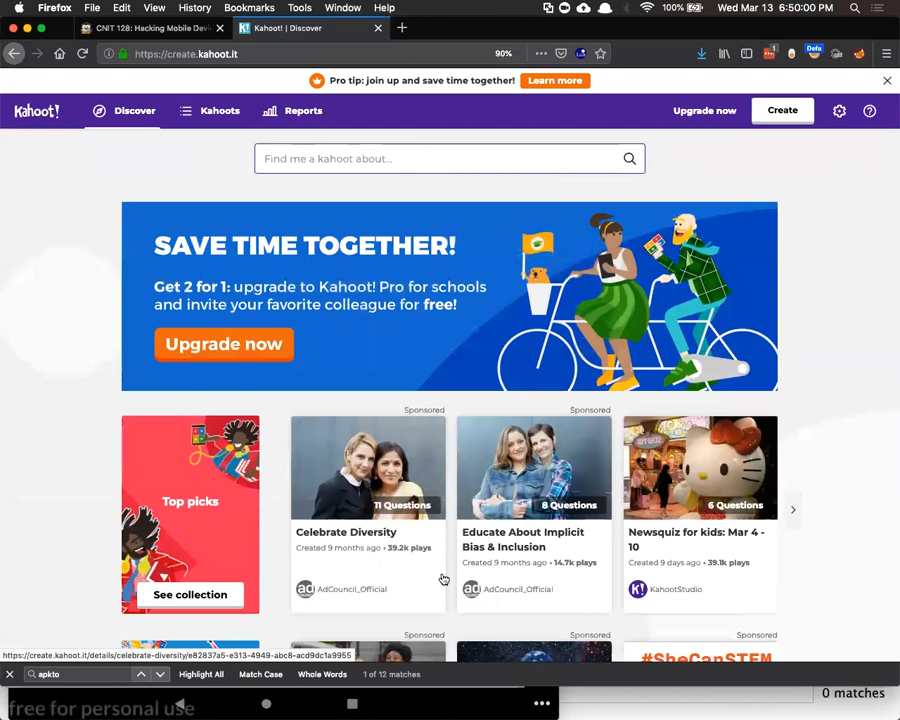 Firefox File Edit View History Bookmarks Tools Window Help 100% Wed Mar 13 6:50:00 PM
CNIT 128: Hacking Mobile Devi
Kahoot! | Discover
https://create.kahoot.it
90%
Defa
Pro tip: join up and save time together! Learn more
Kahoot! Discover Kahoots Reports Upgrade now Create
Find me a kahoot about...
SAVE TIME TOGETHER!
Get 2 for 1: upgrade to Kahoot! Pro for schools
and invite your favorite colleague for free!
Upgrade now
Sponsored Sponsored
Top picks
See collection
11 Questions
Celebrate Diversity
Created 9 months ago • 39.2k plays
ad AdCouncil_Official
8 Questions
Educate About Implicit
Bias & Inclusion
Created 9 months ago • 14.7k plays
ad AdCouncil_Official
6 Questions
Newsquiz for kids: Mar 4 -
10
Created 9 days ago • 39.1k plays
K! KahootStudio
Sponsored Sponsored Sponsored
#SheCanSTEM
https://create.kahoot.it/details/celebrate-diversity/e82837a5-e313-4949-abc8-acd9dc1a9955
apkto Highlight All Match Case Whole Words 1 of 12 matches
0 matches
free for personal use